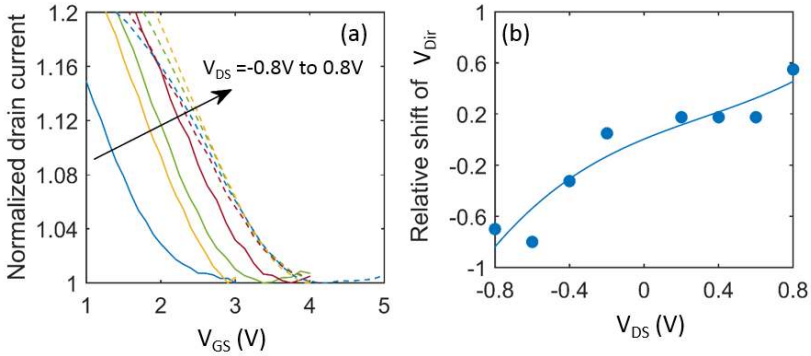 (a)
V_DS =-0.8V to 0.8V
Normalized drain current
1.2
1.16
1.12
1.08
1.04
1
1 2 3 4 5
V_GS (V)
(b)
Relative shift of V_Dir
1
0.6
0.2
-0.2
-0.6
-1
-0.8 -0.4 0 0.4 0.8
V_DS (V)